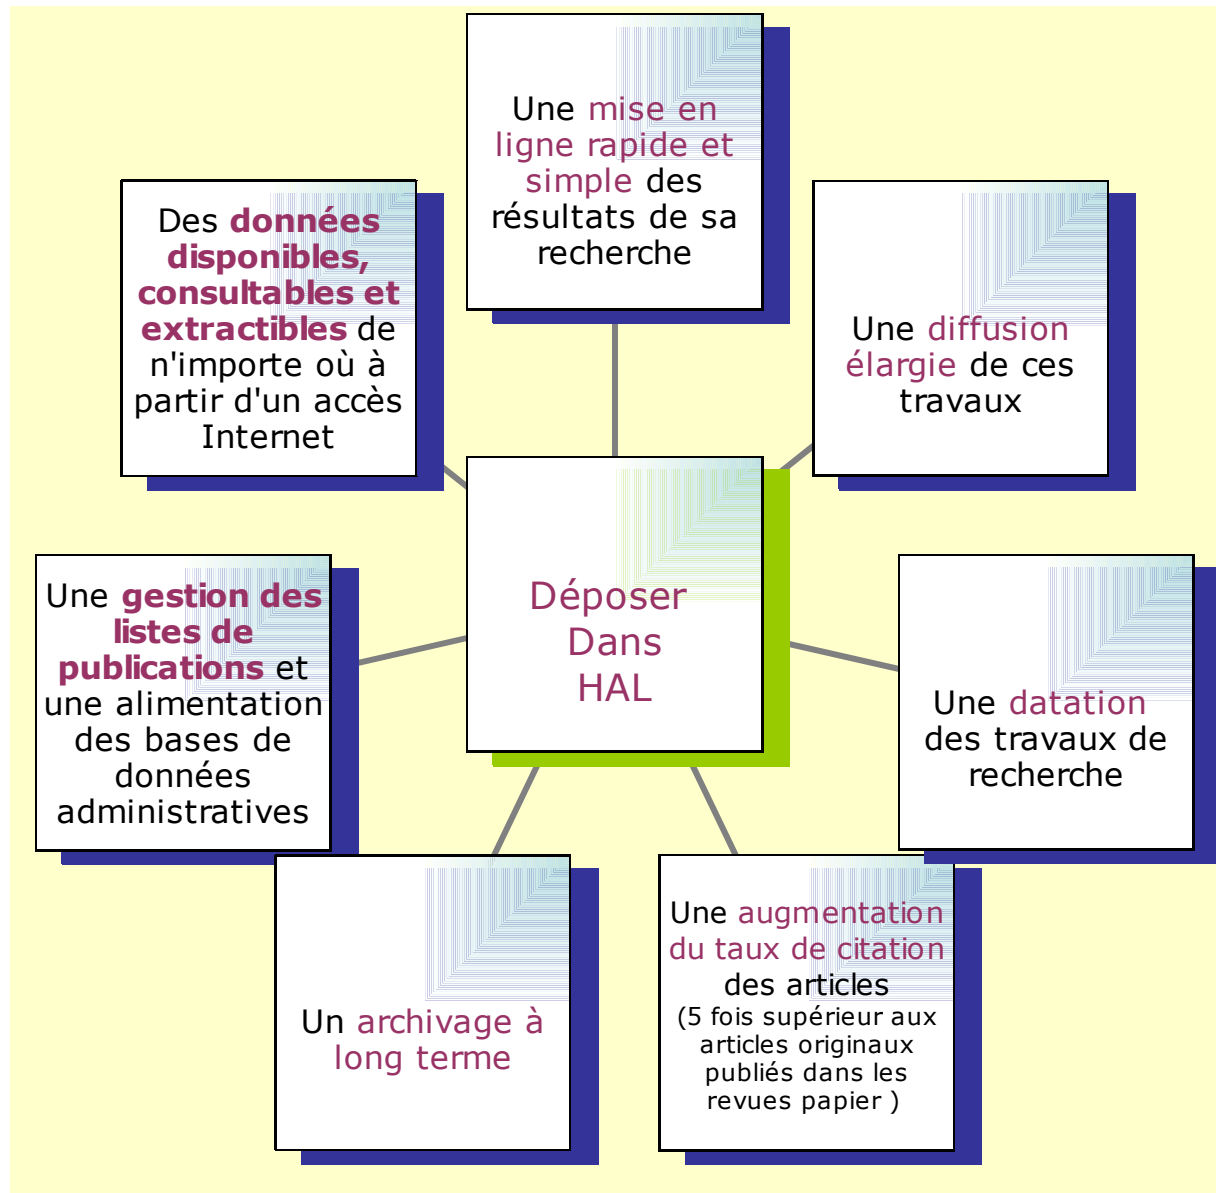 Une mise en
ligne rapide et
simple des
résultats de sa
recherche
Des données
disponibles,
consultables et
extractibles de
n'importe où à
partir d'un accès
Internet
Une diffusion
élargie de ces
travaux
Déposer
Dans
HAL
Une gestion des
listes de
publications et
une alimentation
des bases de
données
administratives
Une datation
des travaux de
recherche
Un archivage à
long terme
Une augmentation
du taux de citation
des articles
(5 fois supérieur aux
articles originaux
publiés dans les
revues papier )